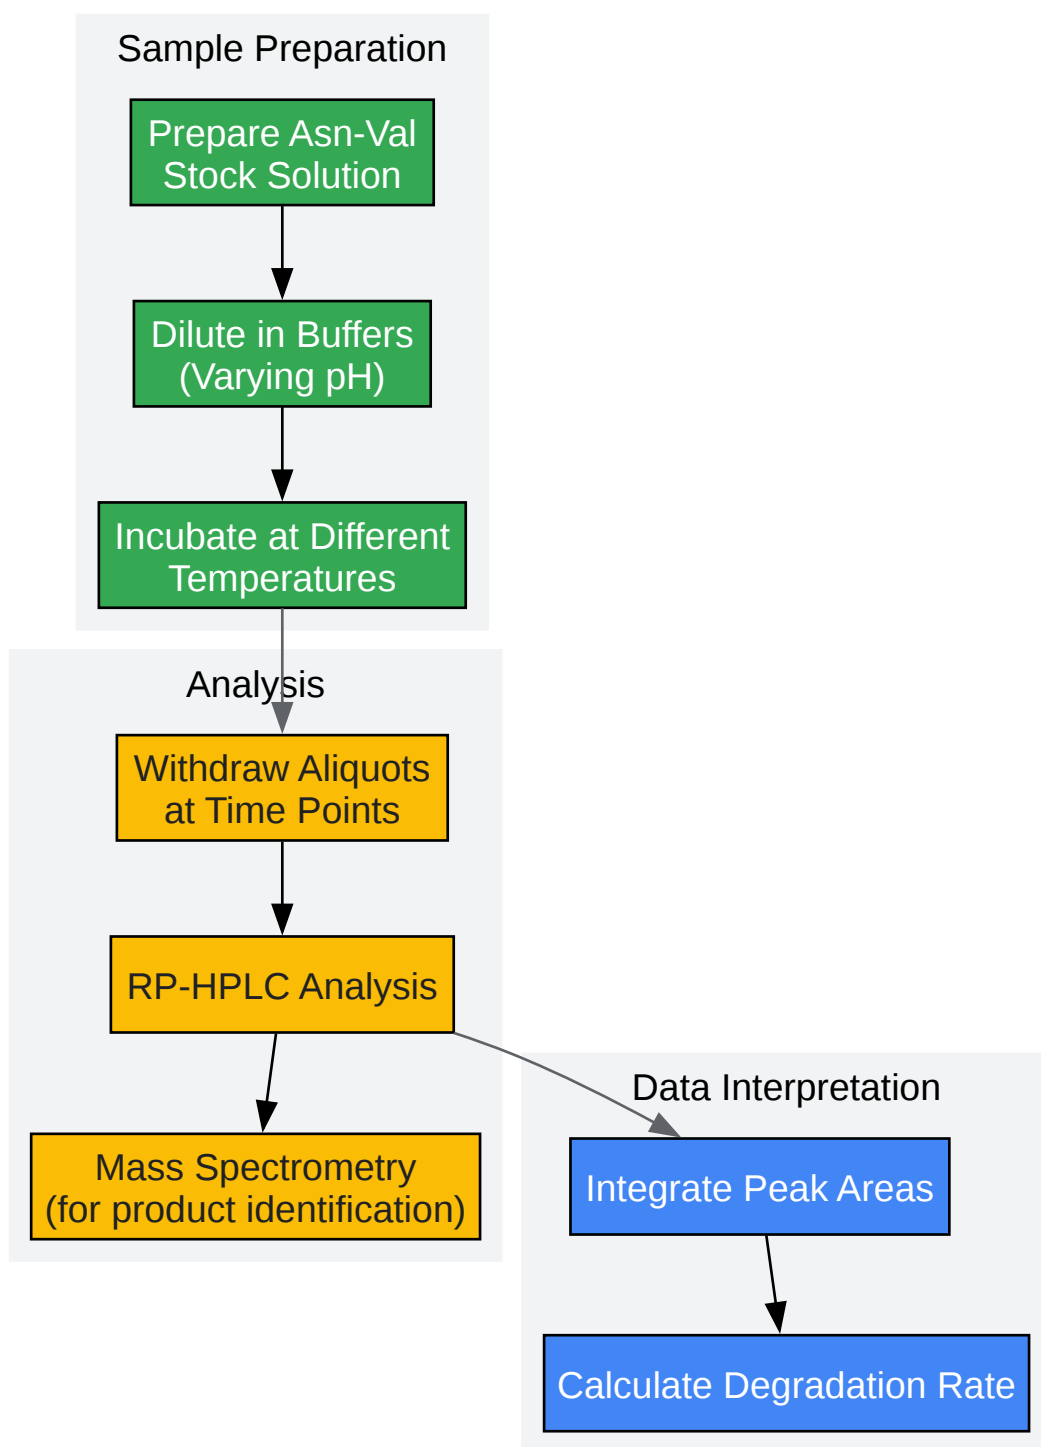 Sample Preparation
Prepare Asn-Val
Stock Solution
Dilute in Buffers
(Varying pH)
Incubate at Different
Temperatures
Analysis
Withdraw Aliquots
at Time Points
RP-HPLC Analysis
Mass Spectrometry
(for product identification)
Data Interpretation
Integrate Peak Areas
Calculate Degradation Rate